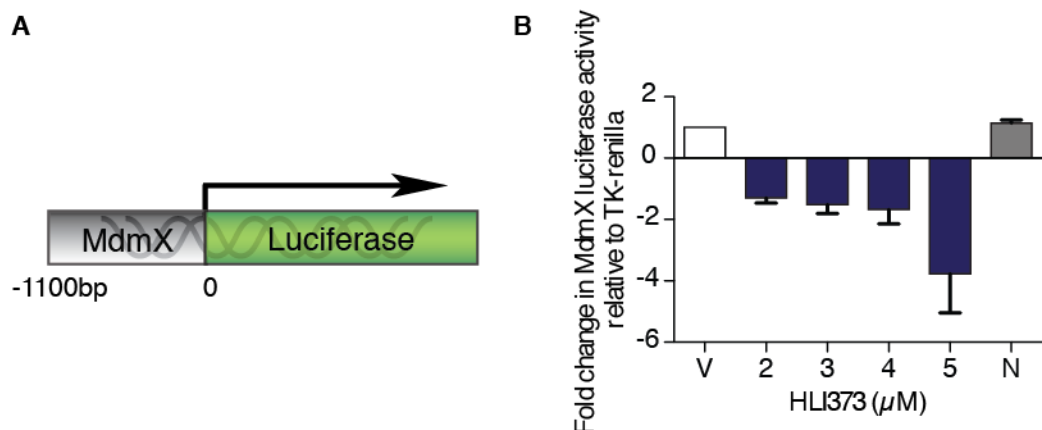 A
MdmX
Luciferase
-1100bp
0
B
Fold change in MdmX luciferase activity
relative to TK-renilla
2
0
-2
-4
-6
V 2 3 4 5 N
HLI373 (µM)